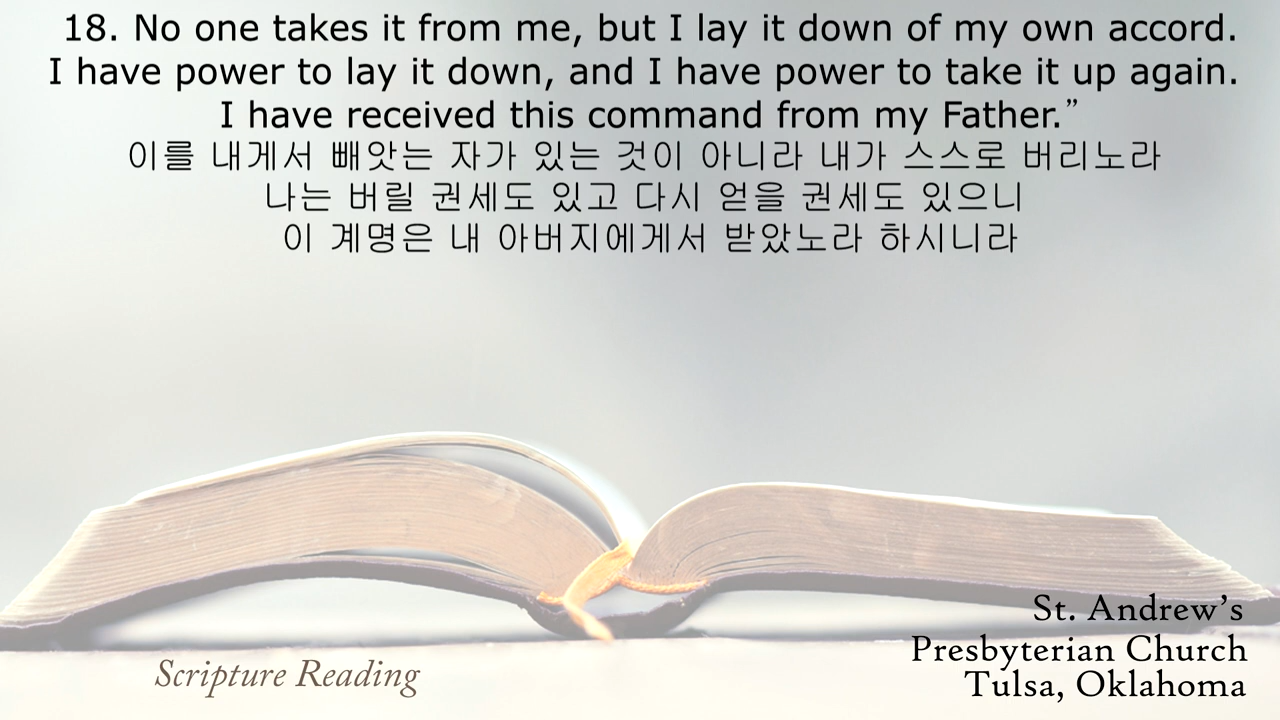 18. No one takes it from me, but I lay it down of my own accord.
I have power to lay it down, and I have power to take it up again.
I have received this command from my Father.”
이를 내게서 빼앗는 자가 있는 것이 아니라 내가 스스로 버리노라
나는 버릴 권세도 있고 다시 얻을 권세도 있으니
이 계명은 내 아버지에게서 받았노라 하시니라
Scripture Reading
St. Andrew’s
Presbyterian Church
Tulsa, Oklahoma